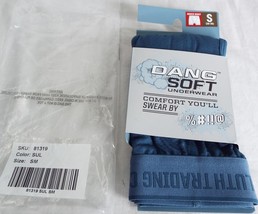 S
DANG
SOFT
UNDERWEAR
COMFORT YOU'LL
SWEAR BY
%#!!@
SKU: 81319
Color: SUL
Size: SM
81319 SUL SM
LUTH TRADING C